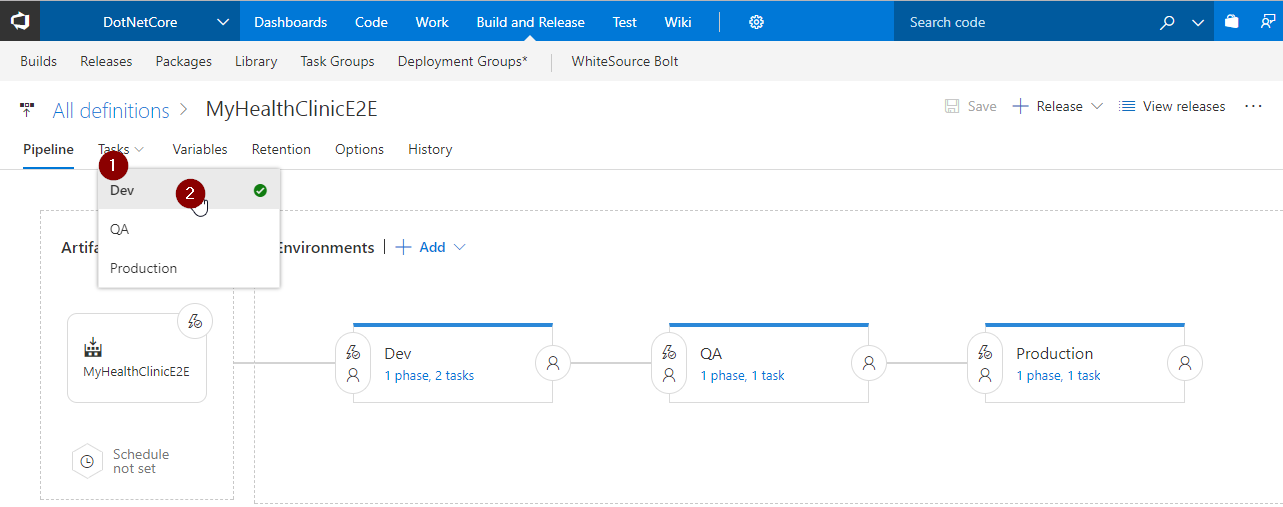 DotNetCore Dashboards Code Work Build and Release Test Wiki Search code
Builds Releases Packages Library Task Groups Deployment Groups* WhiteSource Bolt
All definitions > MyHealthClinicE2E Save + Release View releases ...
Pipeline Tasks Variables Retention Options History
1
Dev 2
QA
Production
Artifa
Environments | + Add
MyHealthClinicE2E
Dev
1 phase, 2 tasks
QA
1 phase, 1 task
Production
1 phase, 1 task
Schedule
not set